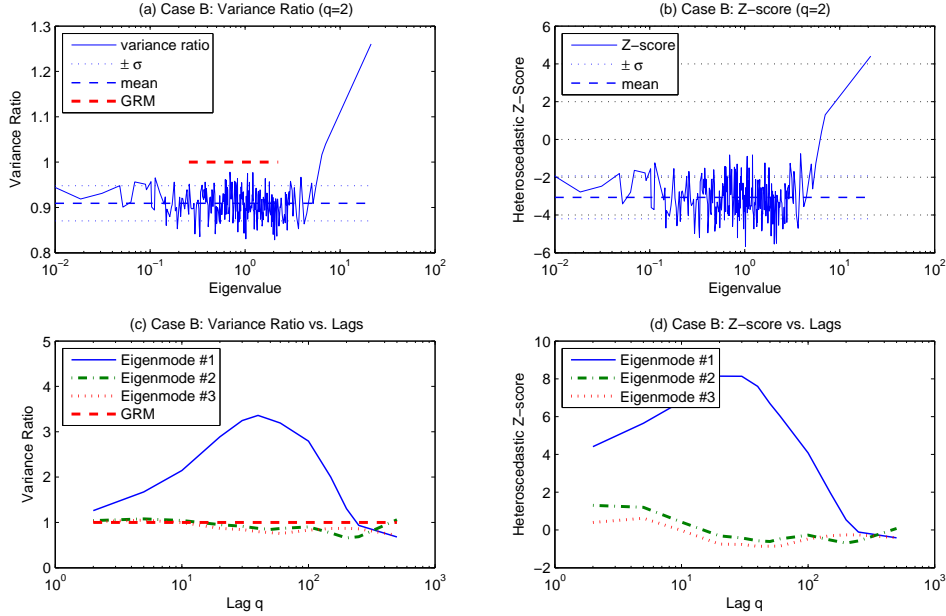 (a) Case B: Variance Ratio (q=2)
Variance Ratio
1.3
1.2
1.1
1
0.9
0.8
variance ratio
± σ
mean
GRM
10^−2
10^−1
10^0
10^1
10^2
Eigenvalue
(b) Case B: Z−score (q=2)
Heteroscedastic Z−Score
6
4
2
0
−2
−4
−6
Z−score
± σ
mean
10^−2
10^−1
10^0
10^1
10^2
Eigenvalue
(c) Case B: Variance Ratio vs. Lags
Variance Ratio
5
4
3
2
1
0
Eigenmode #1
Eigenmode #2
Eigenmode #3
GRM
10^0
10^1
10^2
10^3
Lag q
(d) Case B: Z−score vs. Lags
Heteroscedastic Z−score
10
8
6
4
2
0
−2
Eigenmode #1
Eigenmode #2
Eigenmode #3
10^0
10^1
10^2
10^3
Lag q